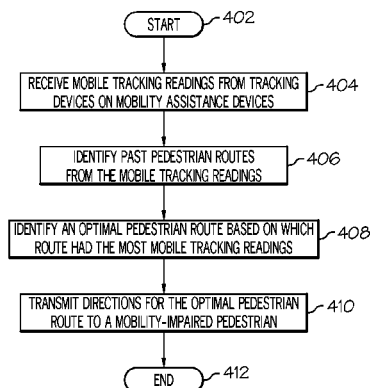 START
402
RECEIVE MOBILE TRACKING READINGS FROM TRACKING
DEVICES ON MOBILITY ASSISTANCE DEVICES
404
IDENTIFY PAST PEDESTRIAN ROUTES
FROM THE MOBILE TRACKING READINGS
406
IDENTIFY AN OPTIMAL PEDESTRIAN ROUTE BASED ON WHICH
ROUTE HAD THE MOST MOBILE TRACKING READINGS
408
TRANSMIT DIRECTIONS FOR THE OPTIMAL PEDESTRIAN
ROUTE TO A MOBILITY-IMPAIRED PEDESTRIAN
410
END
412